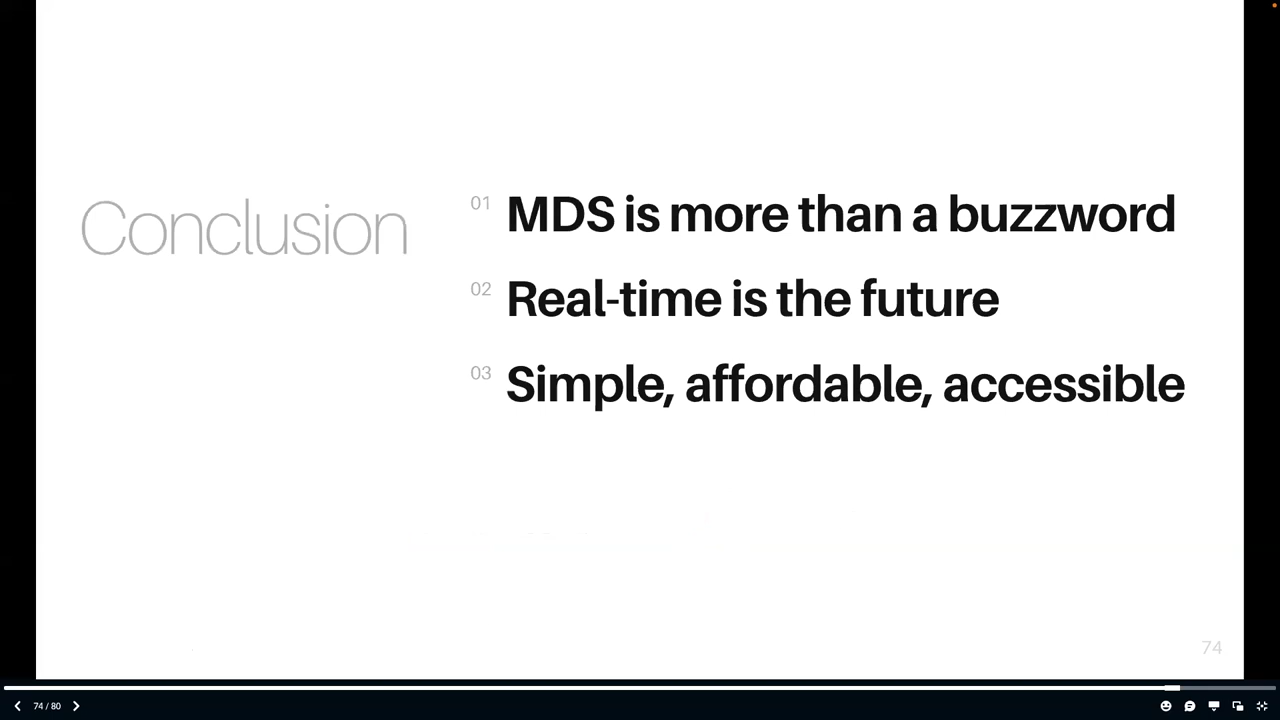 Conclusion
01 MDS is more than a buzzword
02 Real-time is the future
03 Simple, affordable, accessible
74
74 / 80